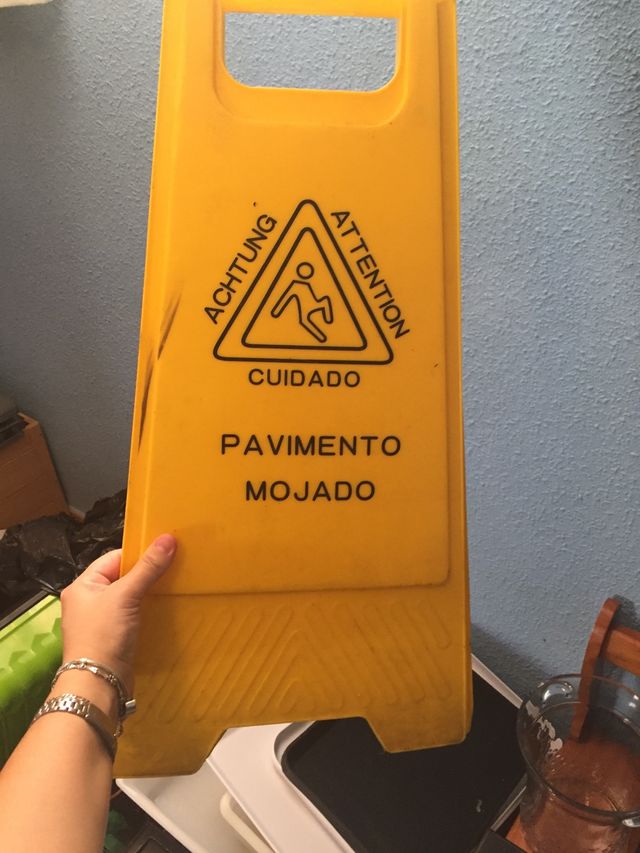 ACHTUNG
ATTENTION
CUIDADO
PAVIMENTO
MOJADO